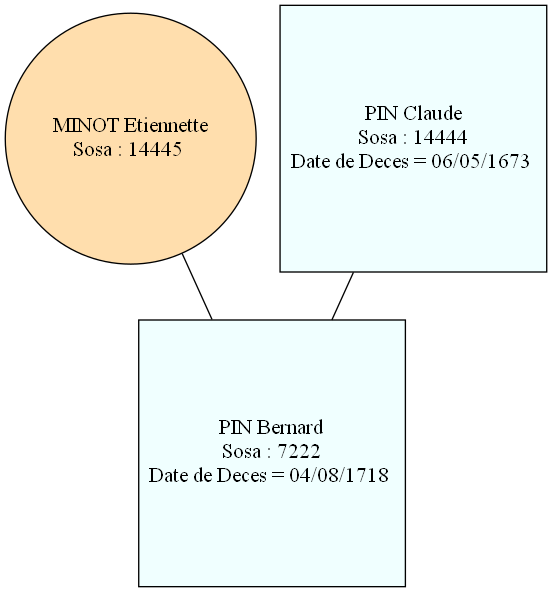 MINOT Etiennette
Sosa : 14445
PIN Claude
Sosa : 14444
Date de Deces = 06/05/1673
PIN Bernard
Sosa : 7222
Date de Deces = 04/08/1718